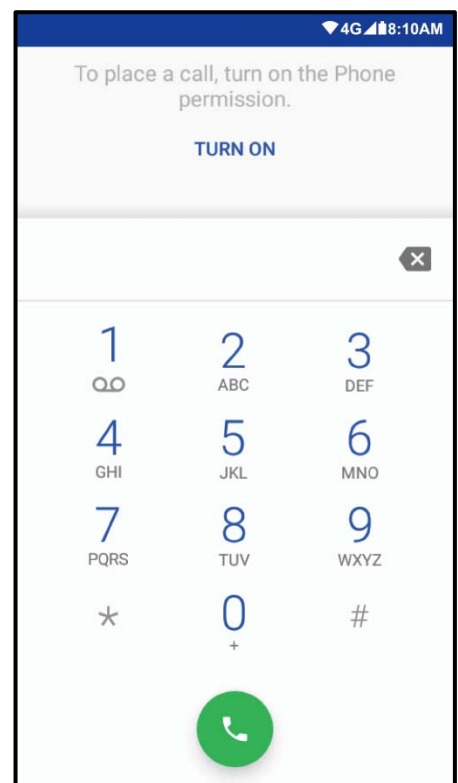 4G 8:10AM
To place a call, turn on the Phone
permission.
TURN ON
1 2 3
ABC DEF
4 5 6
GHI JKL MNO
7 8 9
PQRS TUV WXYZ
* 0 #
+